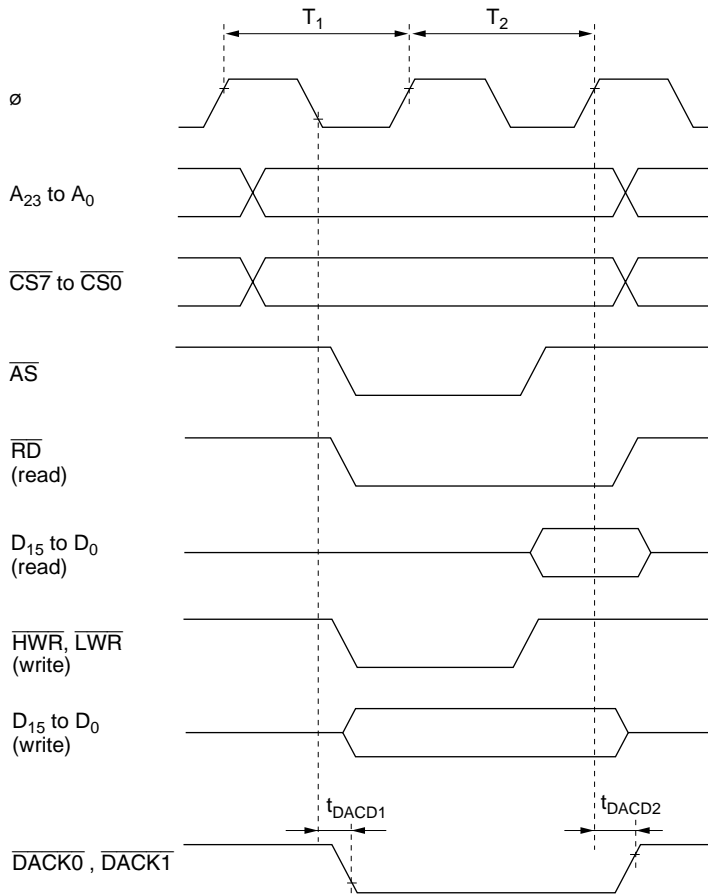 T1 T2
ø
A23 to A0
CS7 to CS0
AS
RD
(read)
D15 to D0
(read)
HWR, LWR
(write)
D15 to D0
(write)
tDACD1 tDACD2
DACK0 , DACK1